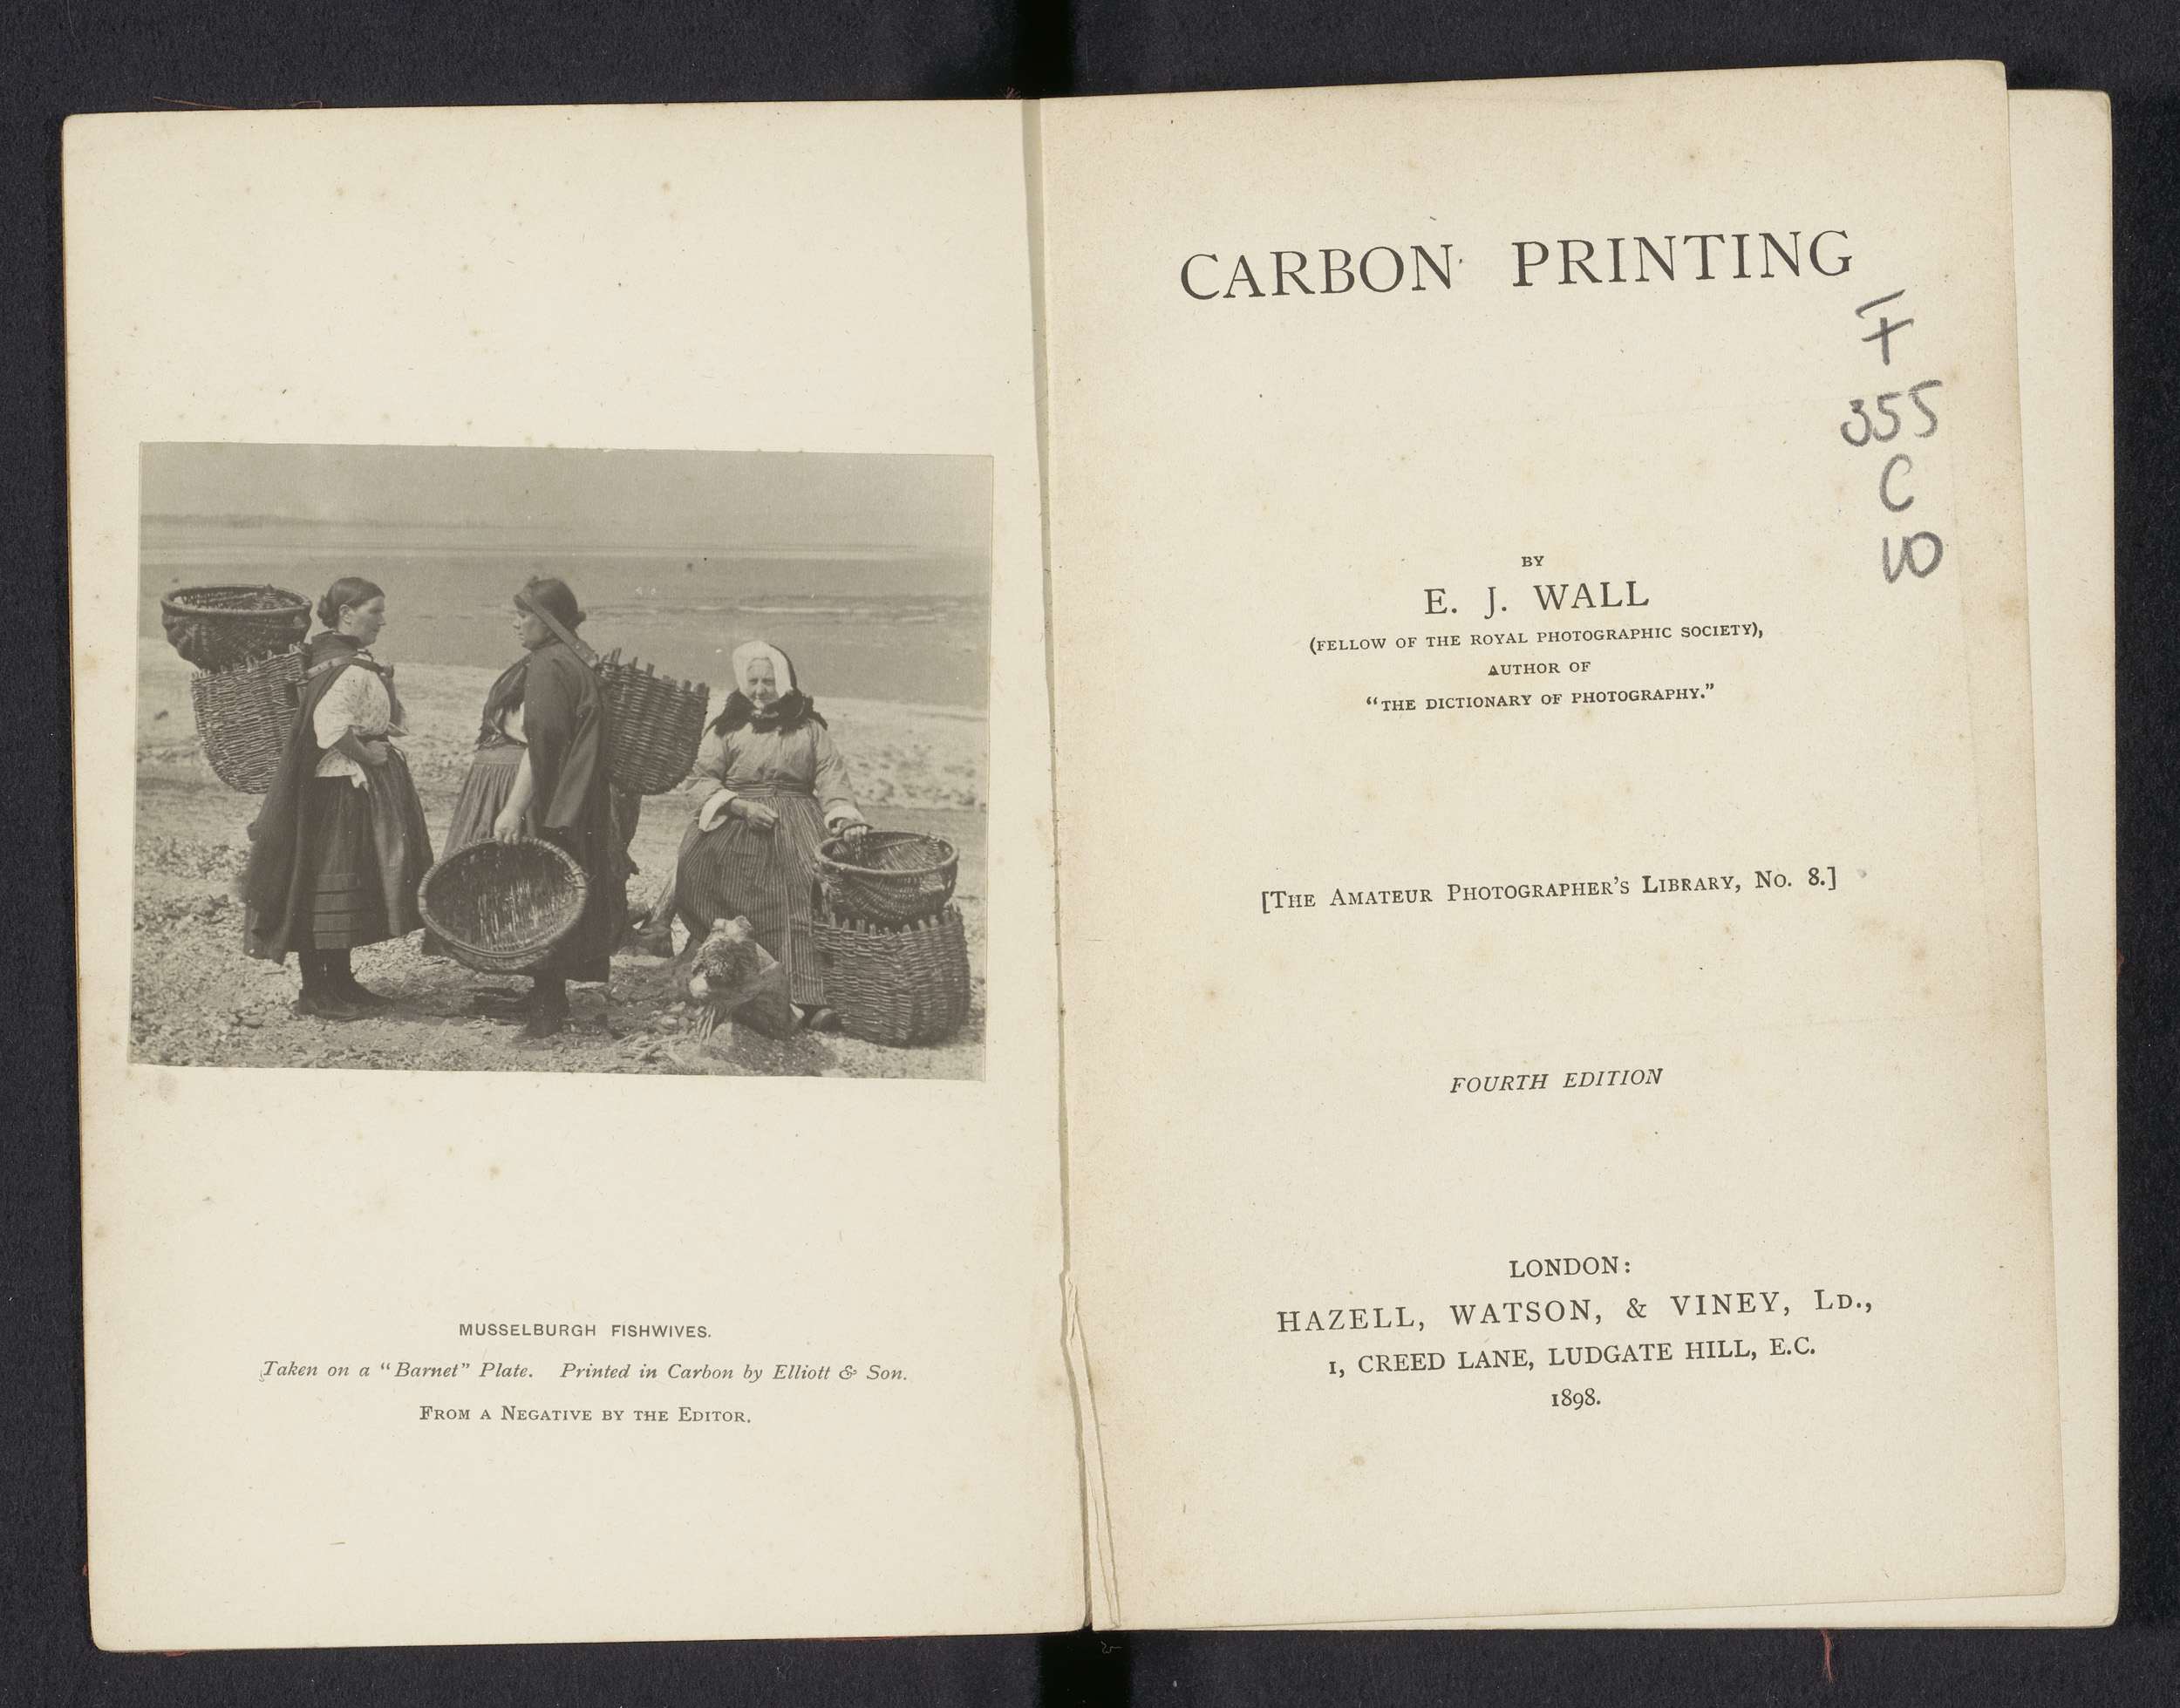 MUSSELBURGH FISHWIVES.
Taken on a "Barnet" Plate. Printed in Carbon by Elliott & Son.
FROM A NEGATIVE BY THE EDITOR.
CARBON PRINTING
F
355
C
10
BY
E. J. WALL
(FELLOW OF THE ROYAL PHOTOGRAPHIC SOCIETY),
AUTHOR OF
"THE DICTIONARY OF PHOTOGRAPHY."
[THE AMATEUR PHOTOGRAPHER'S LIBRARY, NO. 8.]
FOURTH EDITION
LONDON:
HAZELL, WATSON, & VINEY, LD.,
1, CREED LANE, LUDGATE HILL, E.C.
1898.